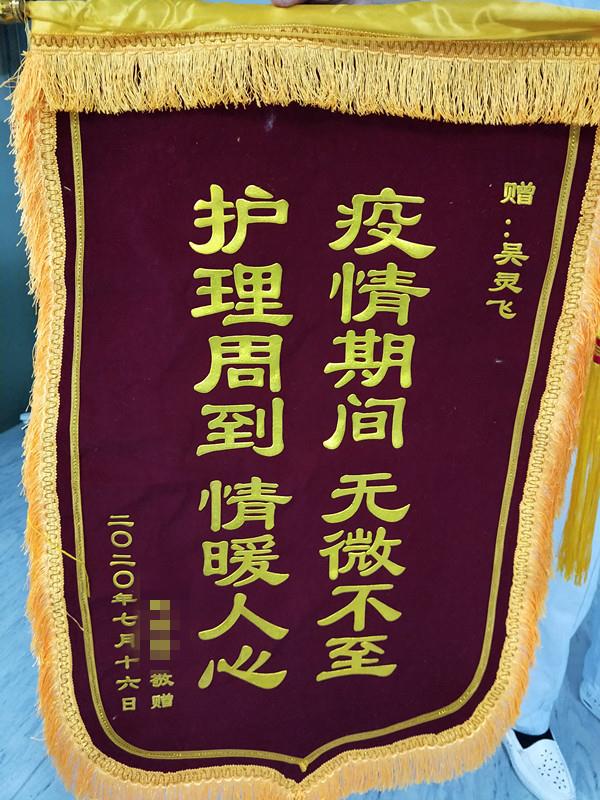 赠：吴灵飞
疫情期间 无微不至
护理周到 情暖人心
敬赠
二〇二〇年七月十六日